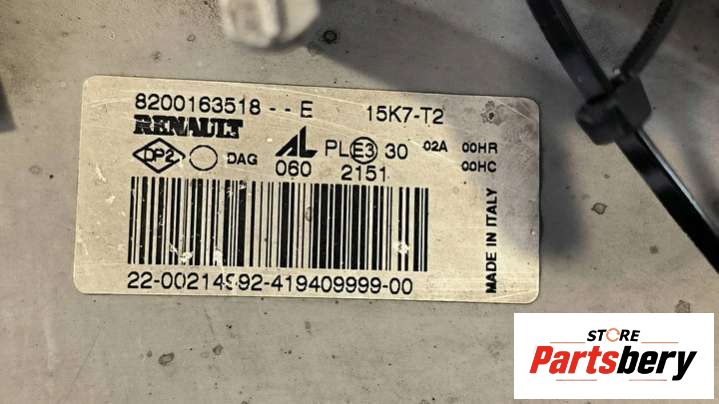 8200163518 - - E 15K7-T2
RENAULT
DP2 DAG AL PL E3 30 02A 00HR
060 2151 00HC
MADE IN ITALY
22-00214992-419409999-00
STORE
Partsbery